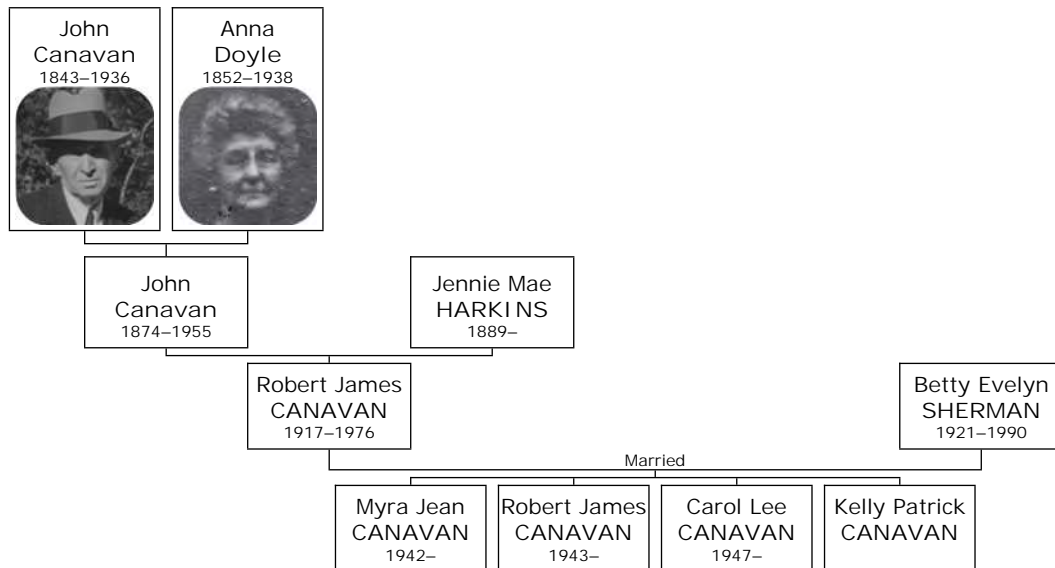 John
Canavan
1843–1936
Anna
Doyle
1852–1938
John
Canavan
1874–1955
Jennie Mae
HARKINS
1889–
Robert James
CANAVAN
1917–1976
Betty Evelyn
SHERMAN
1921–1990
Married
Myra Jean
CANAVAN
1942–
Robert James
CANAVAN
1943–
Carol Lee
CANAVAN
1947–
Kelly Patrick
CANAVAN